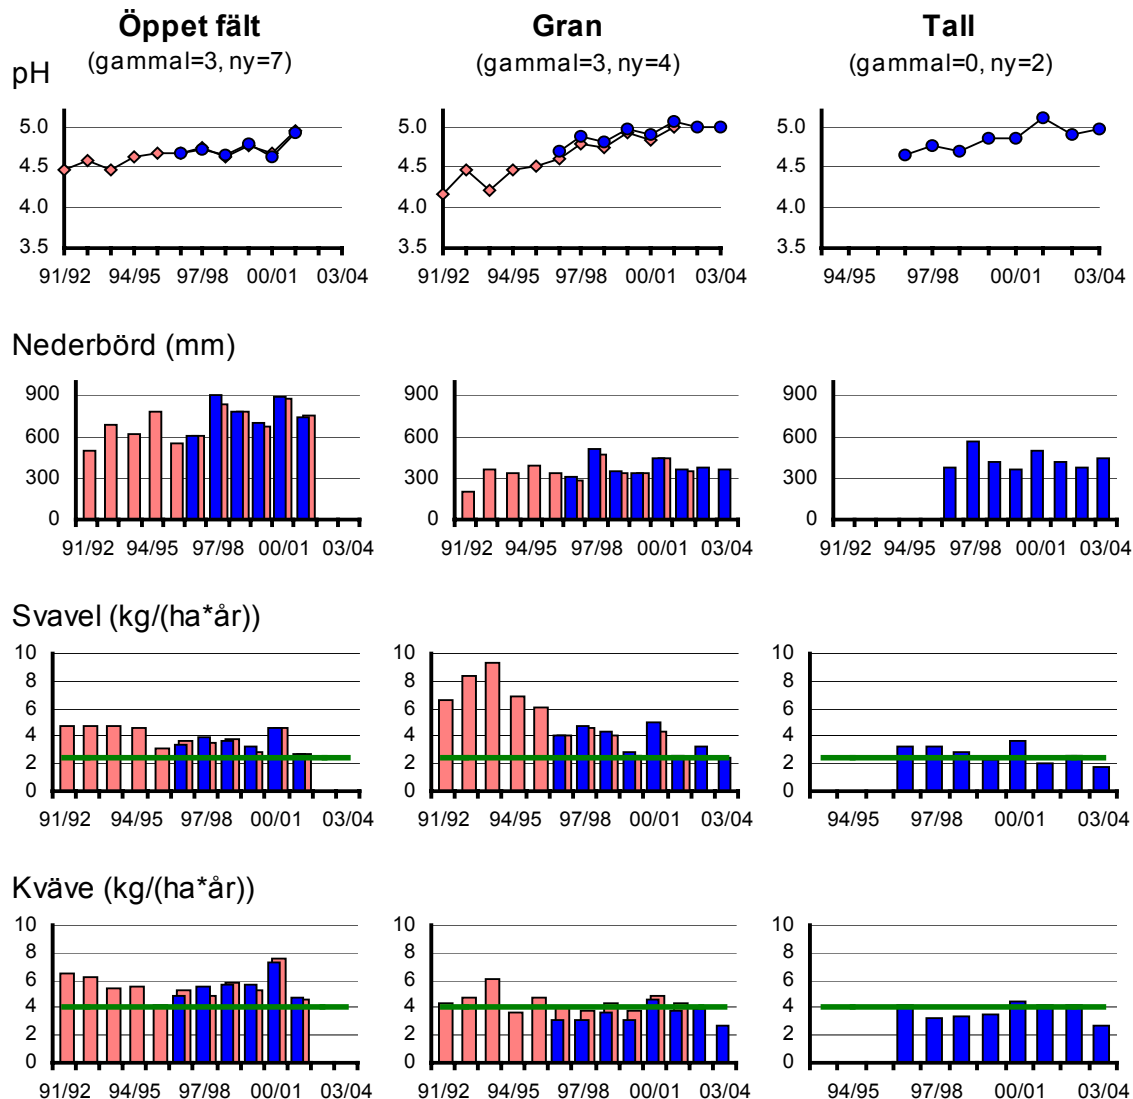 Öppet fält Gran Tall
(gammal=3, ny=7) (gammal=3, ny=4) (gammal=0, ny=2)
pH
5.0 5.0 5.0
4.5 4.5 4.5
4.0 4.0 4.0
3.5 3.5 3.5
91/92 94/95 97/98 00/01 03/04 91/92 94/95 97/98 00/01 03/04 94/95 97/98 00/01 03/04
Nederbörd (mm)
900 900 900
600 600 600
300 300 300
0 0 0
91/92 94/95 97/98 00/01 03/04 91/92 94/95 97/98 00/01 03/04 91/92 94/95 97/98 00/01 03/04
Svavel (kg/(ha*år))
10 10 10
8 8 8
6 6 6
4 4 4
2 2 2
0 0 0
91/92 94/95 97/98 00/01 03/04 91/92 94/95 97/98 00/01 03/04 94/95 97/98 00/01 03/04
Kväve (kg/(ha*år))
10 10 10
8 8 8
6 6 6
4 4 4
2 2 2
0 0 0
91/92 94/95 97/98 00/01 03/04 91/92 94/95 97/98 00/01 03/04 94/95 97/98 00/01 03/04